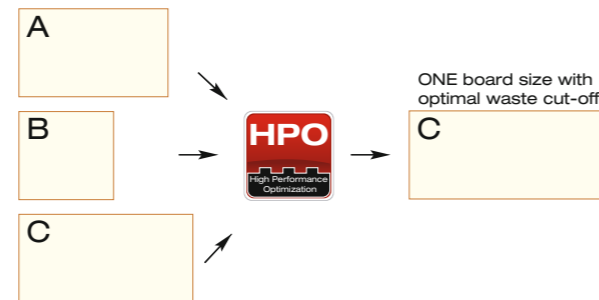 A
B
C
HPO
High Performance
Optimization
ONE board size with
optimal waste cut-off
C